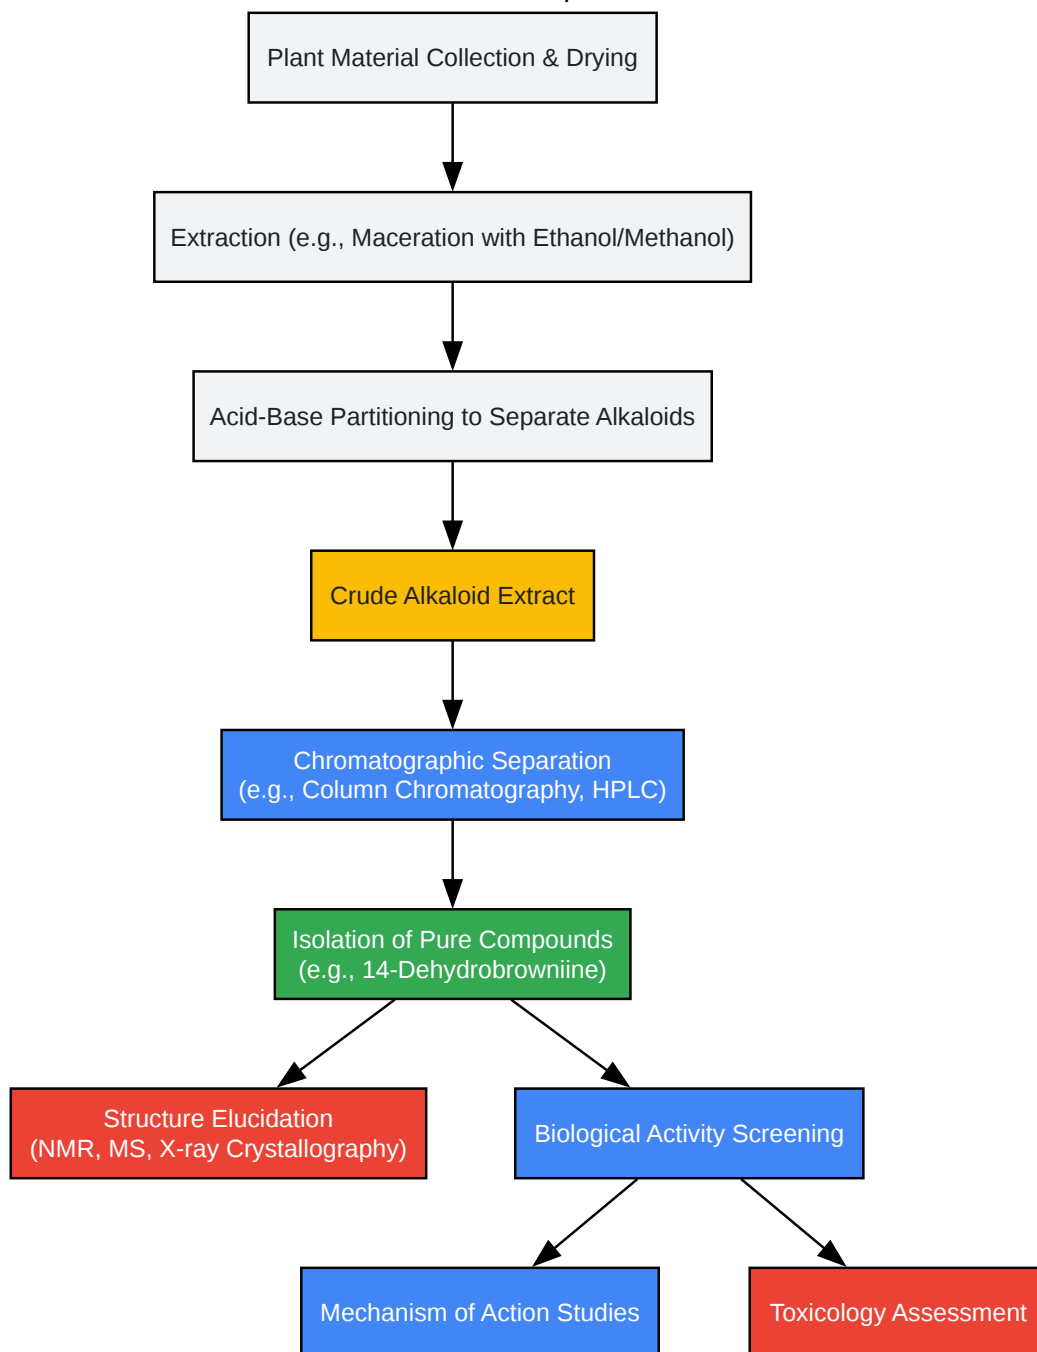 Plant Material Collection & Drying
Extraction (e.g., Maceration with Ethanol/Methanol)
Acid-Base Partitioning to Separate Alkaloids
Crude Alkaloid Extract
Chromatographic Separation
(e.g., Column Chromatography, HPLC)
Isolation of Pure Compounds
(e.g., 14-Dehydrobrowniine)
Structure Elucidation
(NMR, MS, X-ray Crystallography)
Biological Activity Screening
Mechanism of Action Studies
Toxicology Assessment